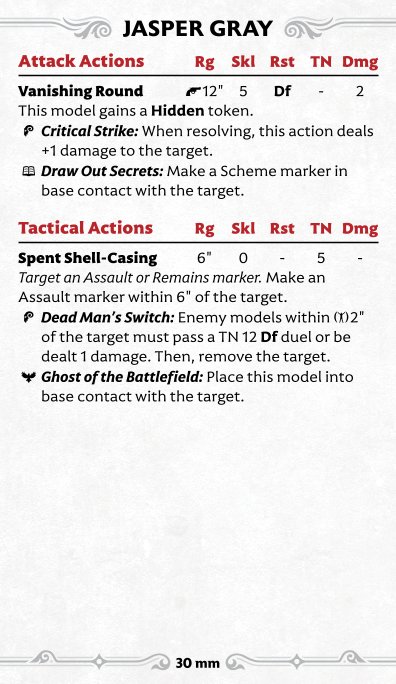 JASPER GRAY
Attack Actions Rg Skl Rst TN Dmg
Vanishing Round 12" 5 Df - 2
This model gains a Hidden token.
Critical Strike: When resolving, this action deals
+1 damage to the target.
Draw Out Secrets: Make a Scheme marker in
base contact with the target.
Tactical Actions Rg Skl Rst TN Dmg
Spent Shell-Casing 6" 0 - 5 -
Target an Assault or Remains marker. Make an
Assault marker within 6" of the target.
Dead Man's Switch: Enemy models within 2"
of the target must pass a TN 12 Df duel or be
dealt 1 damage. Then, remove the target.
Ghost of the Battlefield: Place this model into
base contact with the target.
30 mm